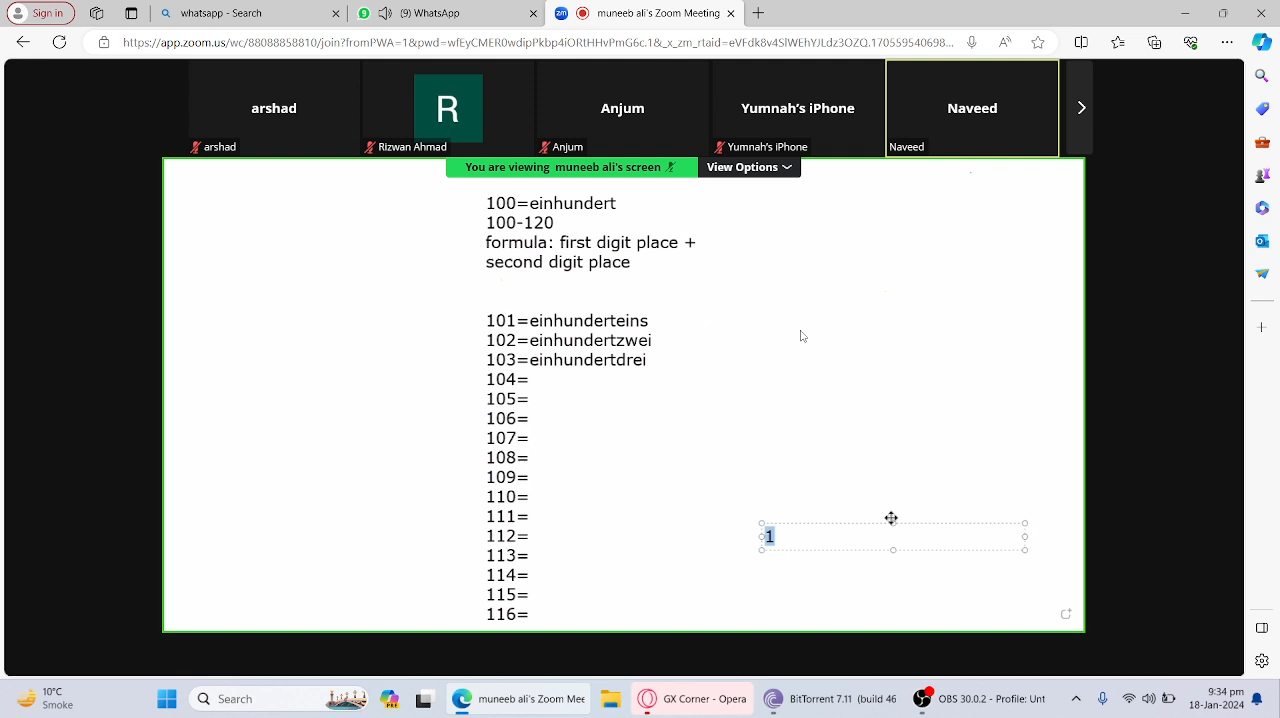 Sign in
whatsapp - Search
9
(9) WhatsApp
zm
ali's Zoom Meeting
https://app.zoom.us/wc/88088858810/join?fromPWA=1&pwd=wfEyCMER0wdipPkbp4jORtHHvPmG6c.1&_x_zm_rtaid=eVFdk8v4SlWEhYJLdz3OZQ.170559540698...
arshad
R
Anjum
Yumnah's iPhone
Naveed
arshad
RIzwan Ahmad
Anjum
Yumnah's iPhone
Naveed
You are viewing muneeb ali's screen
View Options
100=einhundert
100-120
formula: first digit place +
second digit place
101=einhunderteins
102=einhundertzwei
103=einhundertdrei
104=
105=
106=
107=
108=
109=
110=
111=
112=
1
113=
114=
115=
116=
10°C
Smoke
Search
PRE
muneeb ali's Zoom Mee
GX Corner - Opera
BitTorrent 7.11 (build 46
OBS 30.0.2 - Profile: Unt
9:34 pm
18-Jan-2024